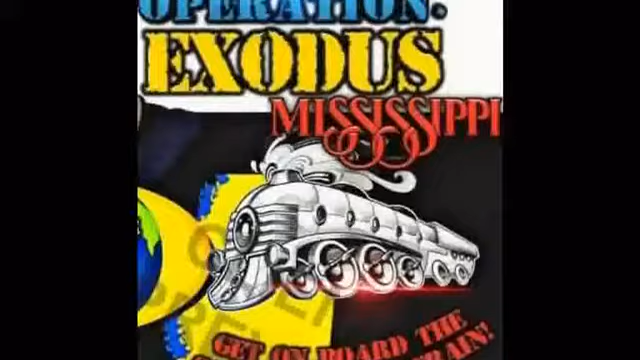 OPERATION:
EXODUS
MISSISSIPPI
GET ON BOARD THE